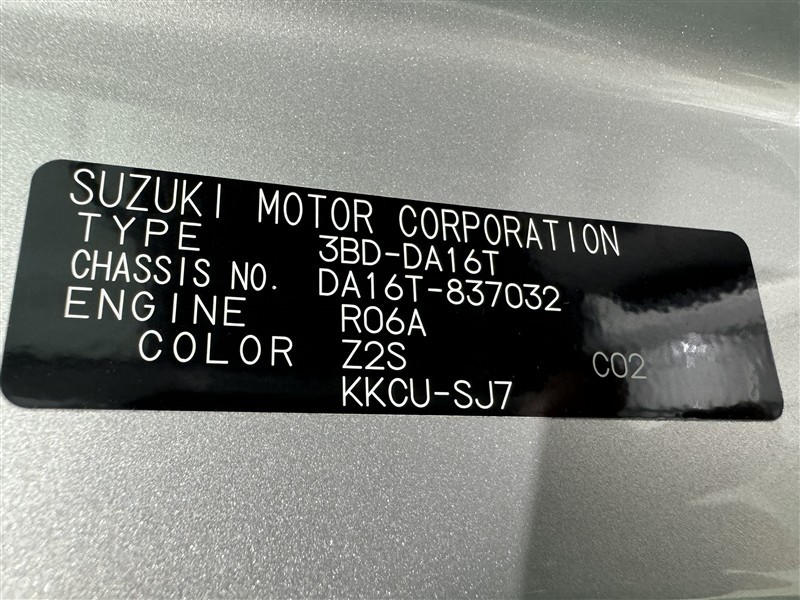 SUZUKI MOTOR CORPORATION
TYPE 3BD-DA16T
CHASSIS NO. DA16T-837032
ENGINE R06A
COLOR Z2S C02
KKCU-SJ7